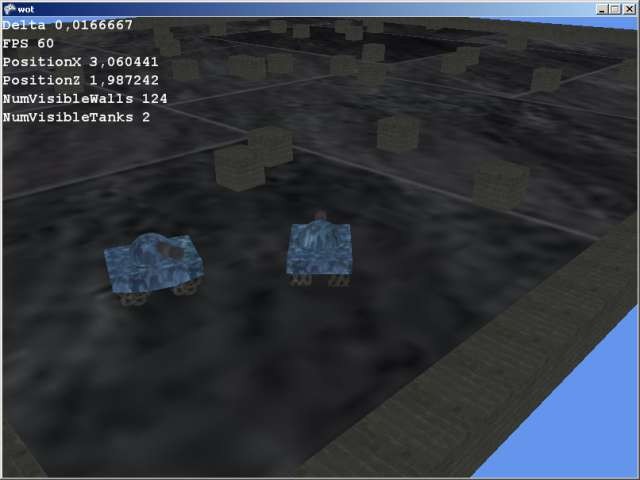 wot
Delta 0,0166667
FPS 60
PositionX 3,060441
PositionZ 1,987242
NumVisibleWalls 124
NumVisibleTanks 2